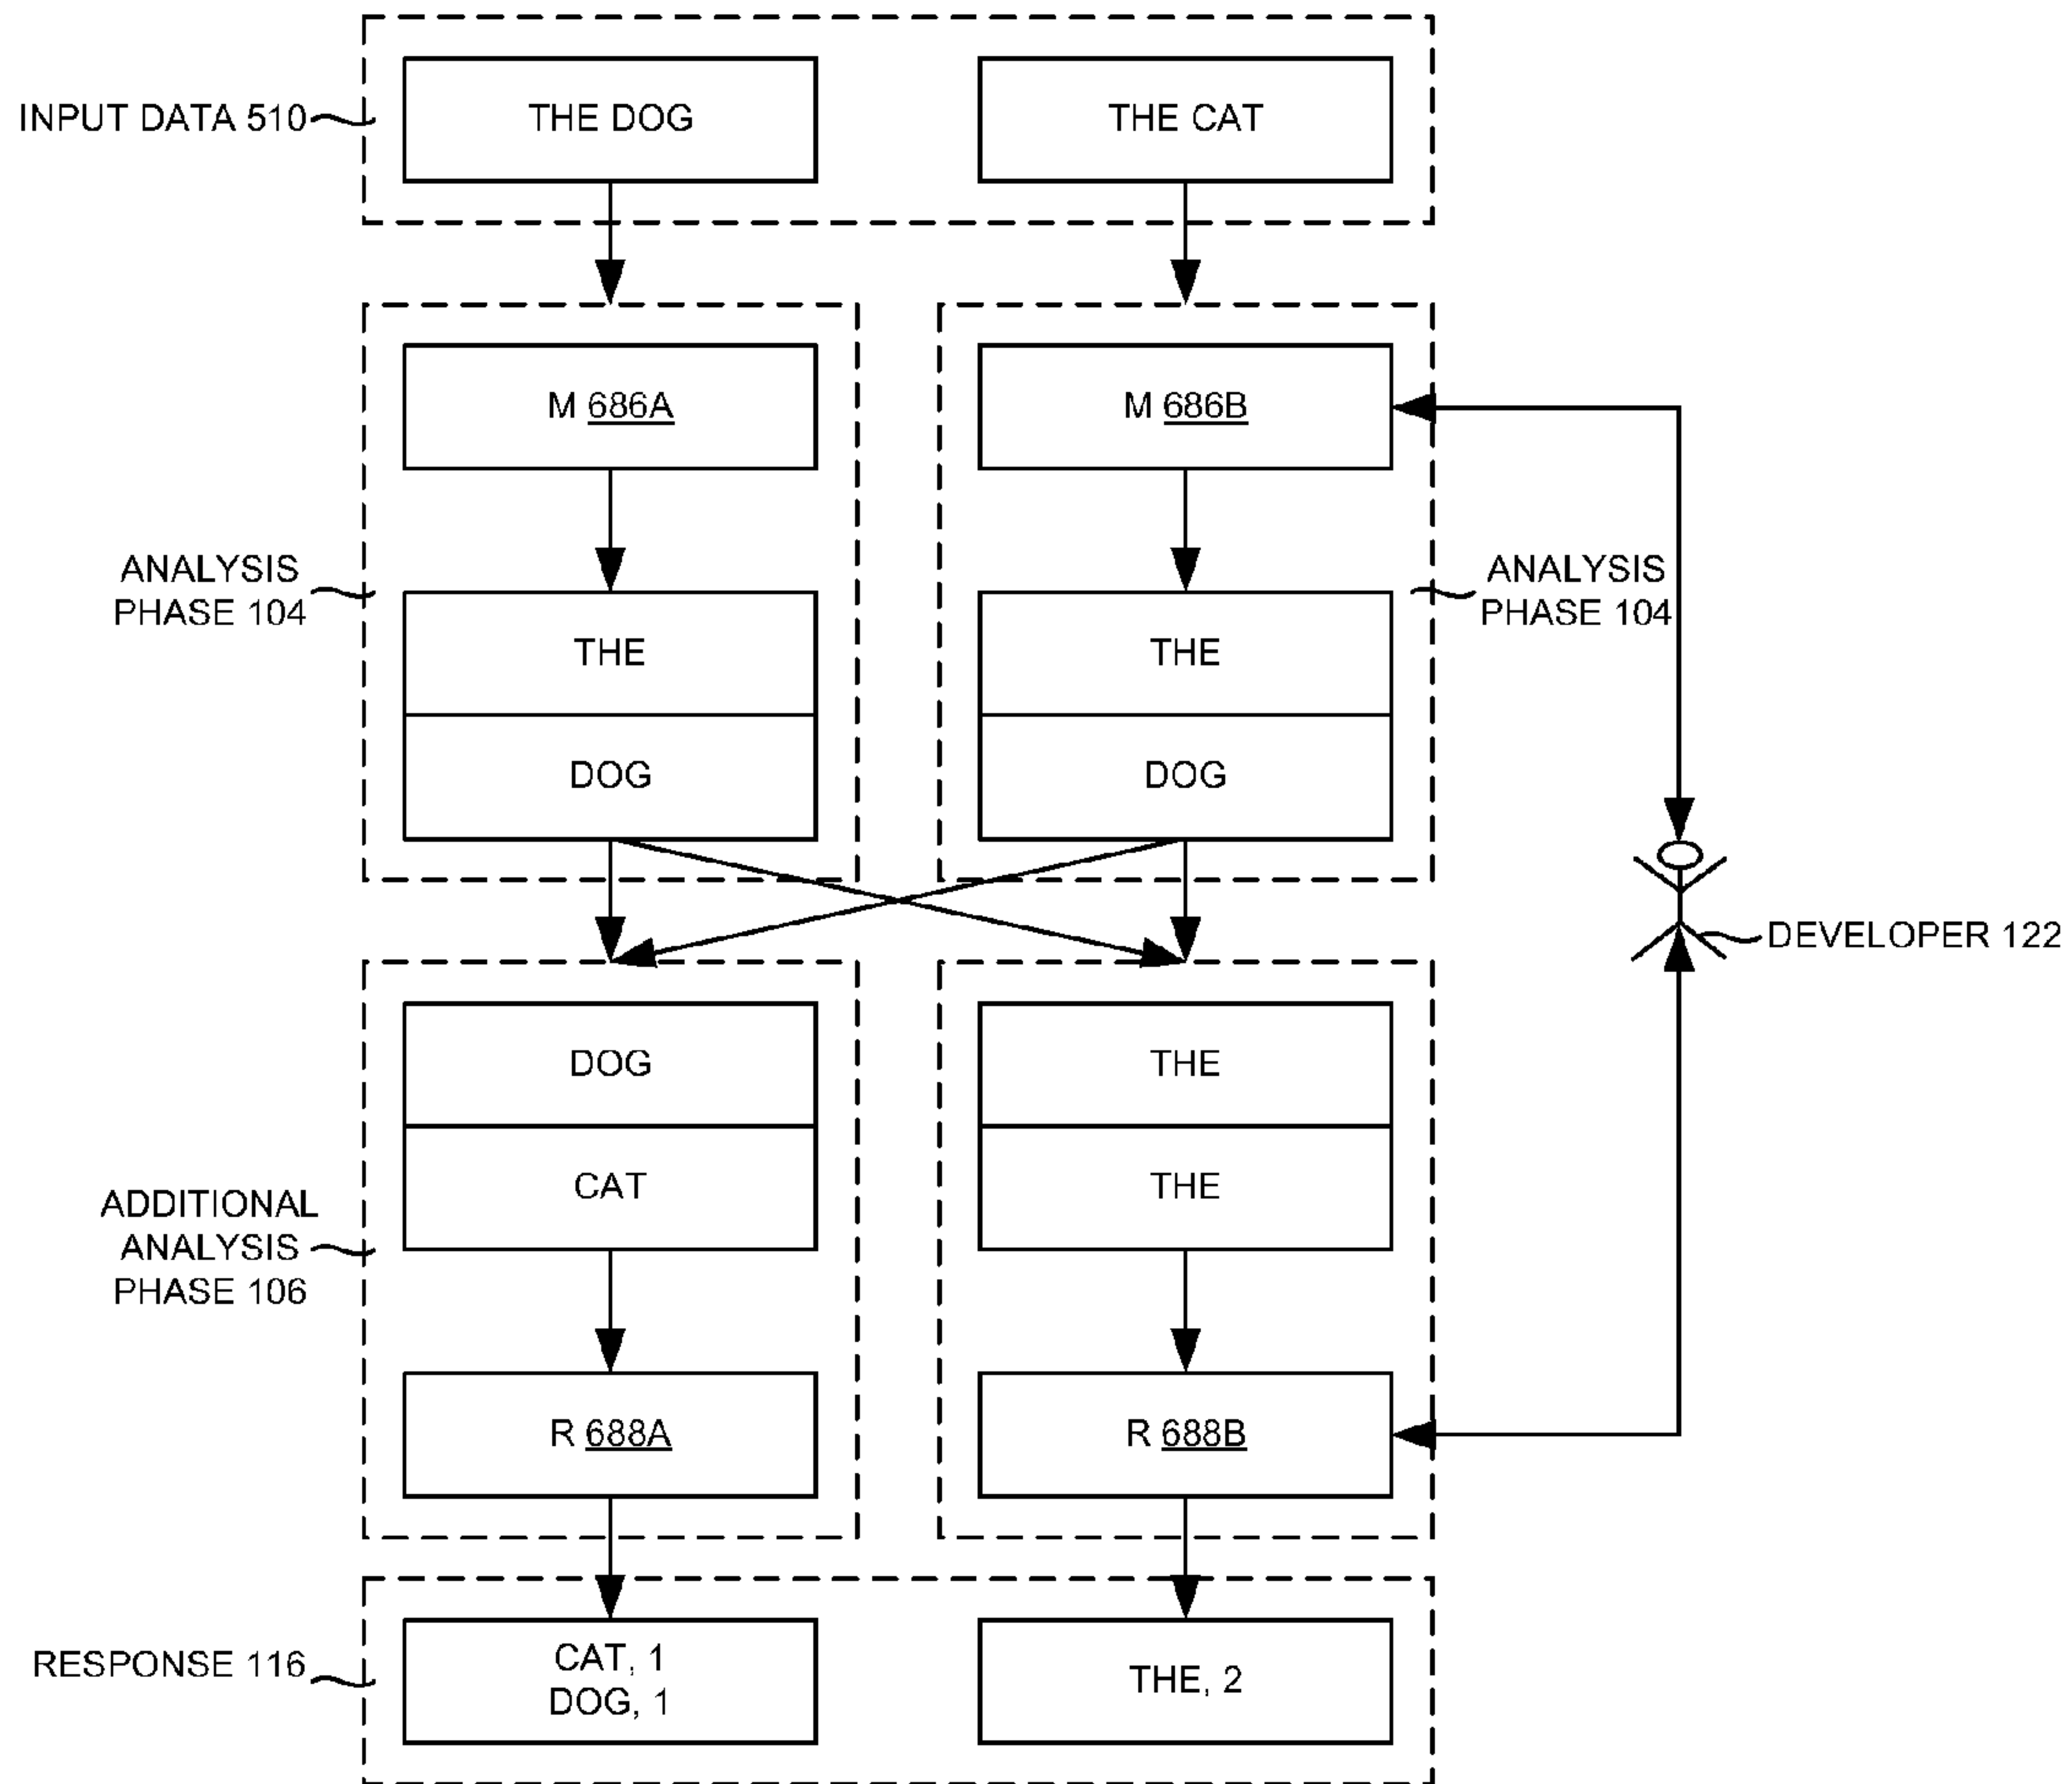 INPUT DATA 510
THE DOG
THE CAT
M 686A
M 686B
ANALYSIS
PHASE 104
ANALYSIS
PHASE 104
THE
THE
DOG
DOG
DEVELOPER 122
DOG
THE
CAT
THE
ADDITIONAL
ANALYSIS
PHASE 106
R 688A
R 688B
RESPONSE 116
CAT, 1
DOG, 1
THE, 2